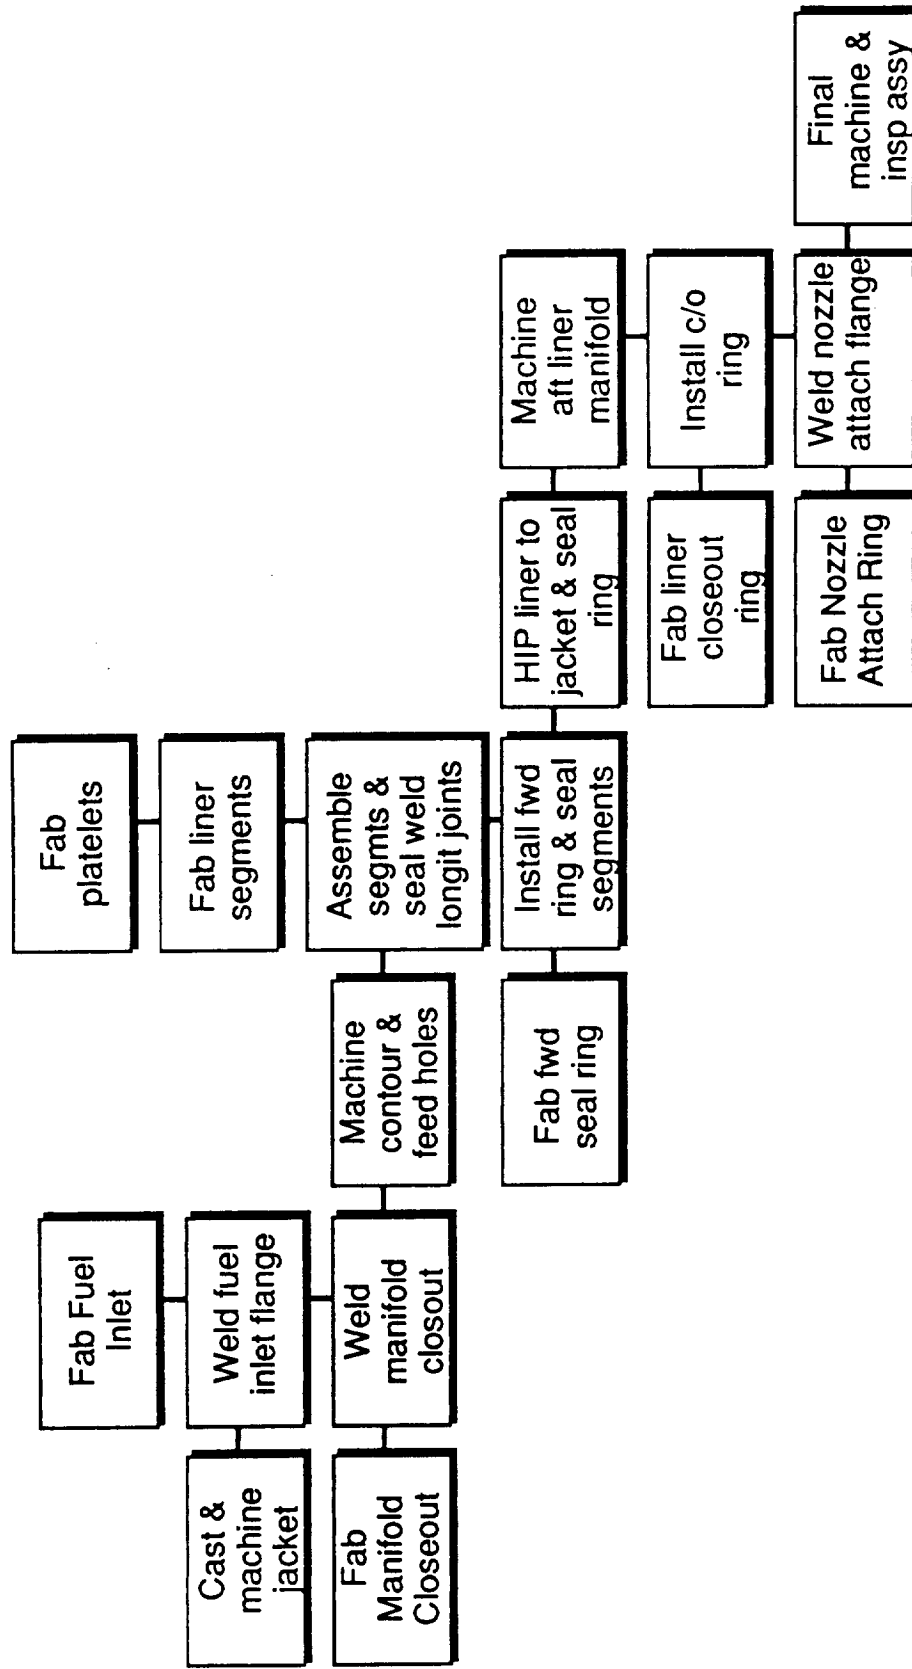 Fab Fuel
Inlet
Cast &
machine
jacket
Weld fuel
inlet flange
Fab
Manifold
Closeout
Weld
manifold
closout
Machine
contour &
feed holes
Fab
platelets
Fab liner
segments
Assemble
segmts &
seal weld
longit joints
Fab fwd
seal ring
Install fwd
ring & seal
segments
HIP liner to
jacket & seal
ring
Machine
aft liner
manifold
Fab liner
closeout
ring
Install c/o
ring
Fab Nozzle
Attach Ring
Weld nozzle
attach flange
Final
machine &
insp assy